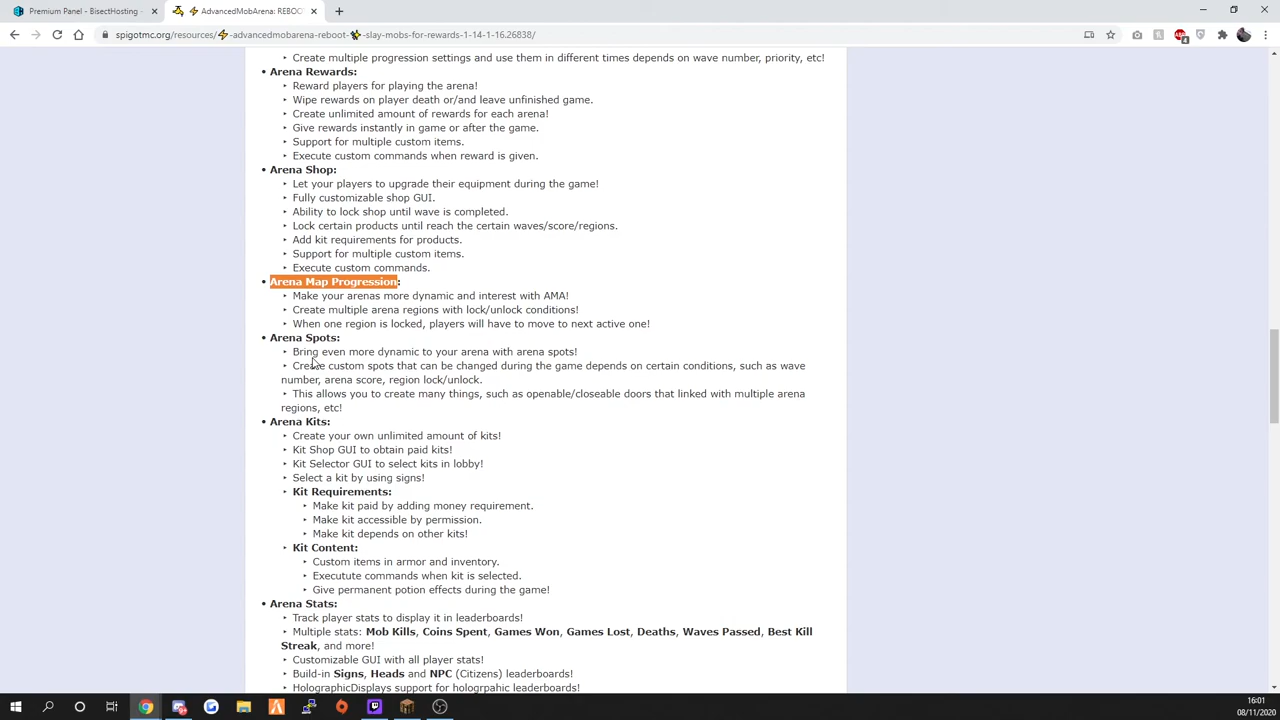 Premium Panel - BisectHosting -
AdvancedMobArena: REBOO
spigotmc.org/resources/⚡-advancedmobarena-reboot-✨-slay-mobs-for-rewards-1-14-1-16.26838/
‣ Create multiple progression settings and use them in different times depends on wave number, priority, etc!
• Arena Rewards:
‣ Reward players for playing the arena!
‣ Wipe rewards on player death or/and leave unfinished game.
‣ Create unlimited amount of rewards for each arena!
‣ Give rewards instantly in game or after the game.
‣ Support for multiple custom items.
‣ Execute custom commands when reward is given.
• Arena Shop:
‣ Let your players to upgrade their equipment during the game!
‣ Fully customizable shop GUI.
‣ Ability to lock shop until wave is completed.
‣ Lock certain products until reach the certain waves/score/regions.
‣ Add kit requirements for products.
‣ Support for multiple custom items.
‣ Execute custom commands.
• Arena Map Progression:
‣ Make your arenas more dynamic and interest with AMA!
‣ Create multiple arena regions with lock/unlock conditions!
‣ When one region is locked, players will have to move to next active one!
• Arena Spots:
‣ Bring even more dynamic to your arena with arena spots!
‣ Create custom spots that can be changed during the game depends on certain conditions, such as wave
number, arena score, region lock/unlock.
‣ This allows you to create many things, such as openable/closeable doors that linked with multiple arena
regions, etc!
• Arena Kits:
‣ Create your own unlimited amount of kits!
‣ Kit Shop GUI to obtain paid kits!
‣ Kit Selector GUI to select kits in lobby!
‣ Select a kit by using signs!
‣ Kit Requirements:
‣ Make kit paid by adding money requirement.
‣ Make kit accessible by permission.
‣ Make kit depends on other kits!
‣ Kit Content:
‣ Custom items in armor and inventory.
‣ Executute commands when kit is selected.
‣ Give permanent potion effects during the game!
• Arena Stats:
‣ Track player stats to display it in leaderboards!
‣ Multiple stats: Mob Kills, Coins Spent, Games Won, Games Lost, Deaths, Waves Passed, Best Kill
Streak, and more!
‣ Customizable GUI with all player stats!
‣ Build-in Signs, Heads and NPC (Citizens) leaderboards!
‣ HolographicDisplays support for hologrpahic leaderboards!
16:01
08/11/2020